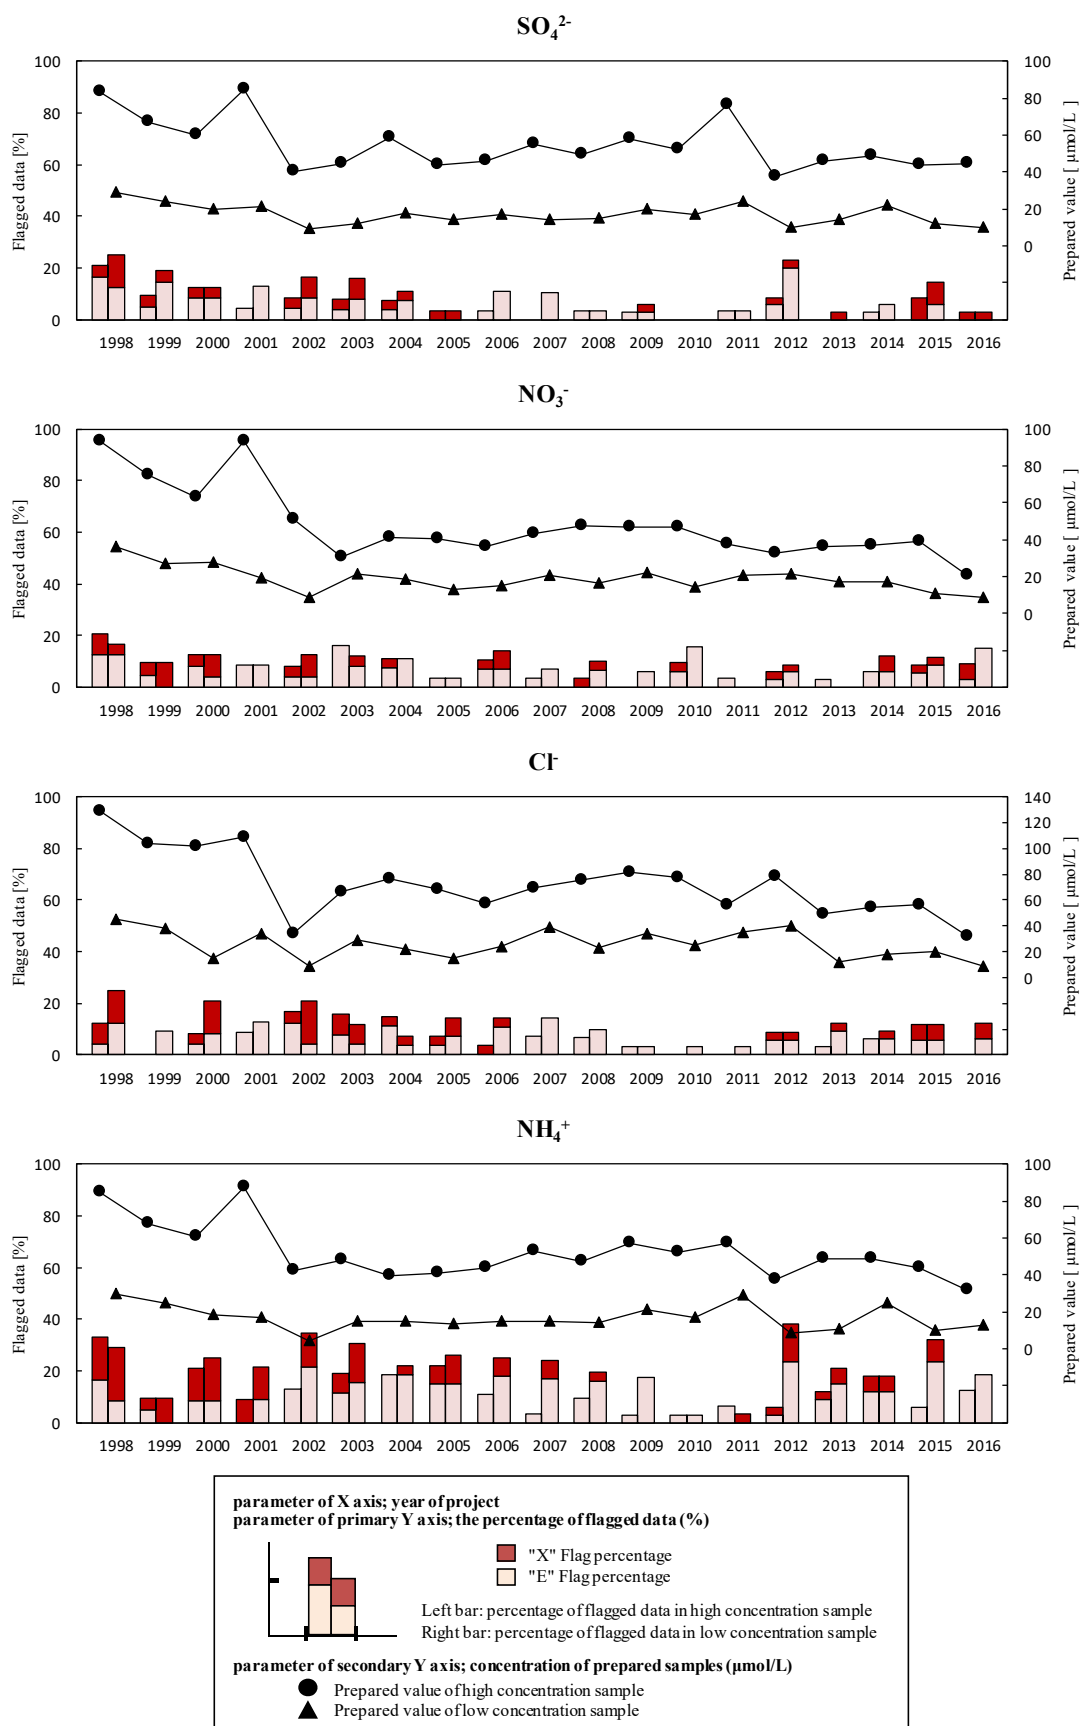 SO₄²⁻
Flagged data [%]
100
80
60
40
20
0
100
80
60
40
20
0
Prepared value [ μmol/L ]
1998 1999 2000 2001 2002 2003 2004 2005 2006 2007 2008 2009 2010 2011 2012 2013 2014 2015 2016
NO₃⁻
Flagged data [%]
100
80
60
40
20
0
100
80
60
40
20
0
Prepared value [ μmol/L ]
1998 1999 2000 2001 2002 2003 2004 2005 2006 2007 2008 2009 2010 2011 2012 2013 2014 2015 2016
Cl⁻
Flagged data [%]
100
80
60
40
20
0
140
120
100
80
60
40
20
0
Prepared value [ μmol/L ]
1998 1999 2000 2001 2002 2003 2004 2005 2006 2007 2008 2009 2010 2011 2012 2013 2014 2015 2016
NH₄⁺
Flagged data [%]
100
80
60
40
20
0
100
80
60
40
20
0
Prepared value [ μmol/L ]
1998 1999 2000 2001 2002 2003 2004 2005 2006 2007 2008 2009 2010 2011 2012 2013 2014 2015 2016
parameter of X axis; year of project
parameter of primary Y axis; the percentage of flagged data (%)
"X" Flag percentage
"E" Flag percentage
Left bar: percentage of flagged data in high concentration sample
Right bar: percentage of flagged data in low concentration sample
parameter of secondary Y axis; concentration of prepared samples (μmol/L)
Prepared value of high concentration sample
Prepared value of low concentration sample